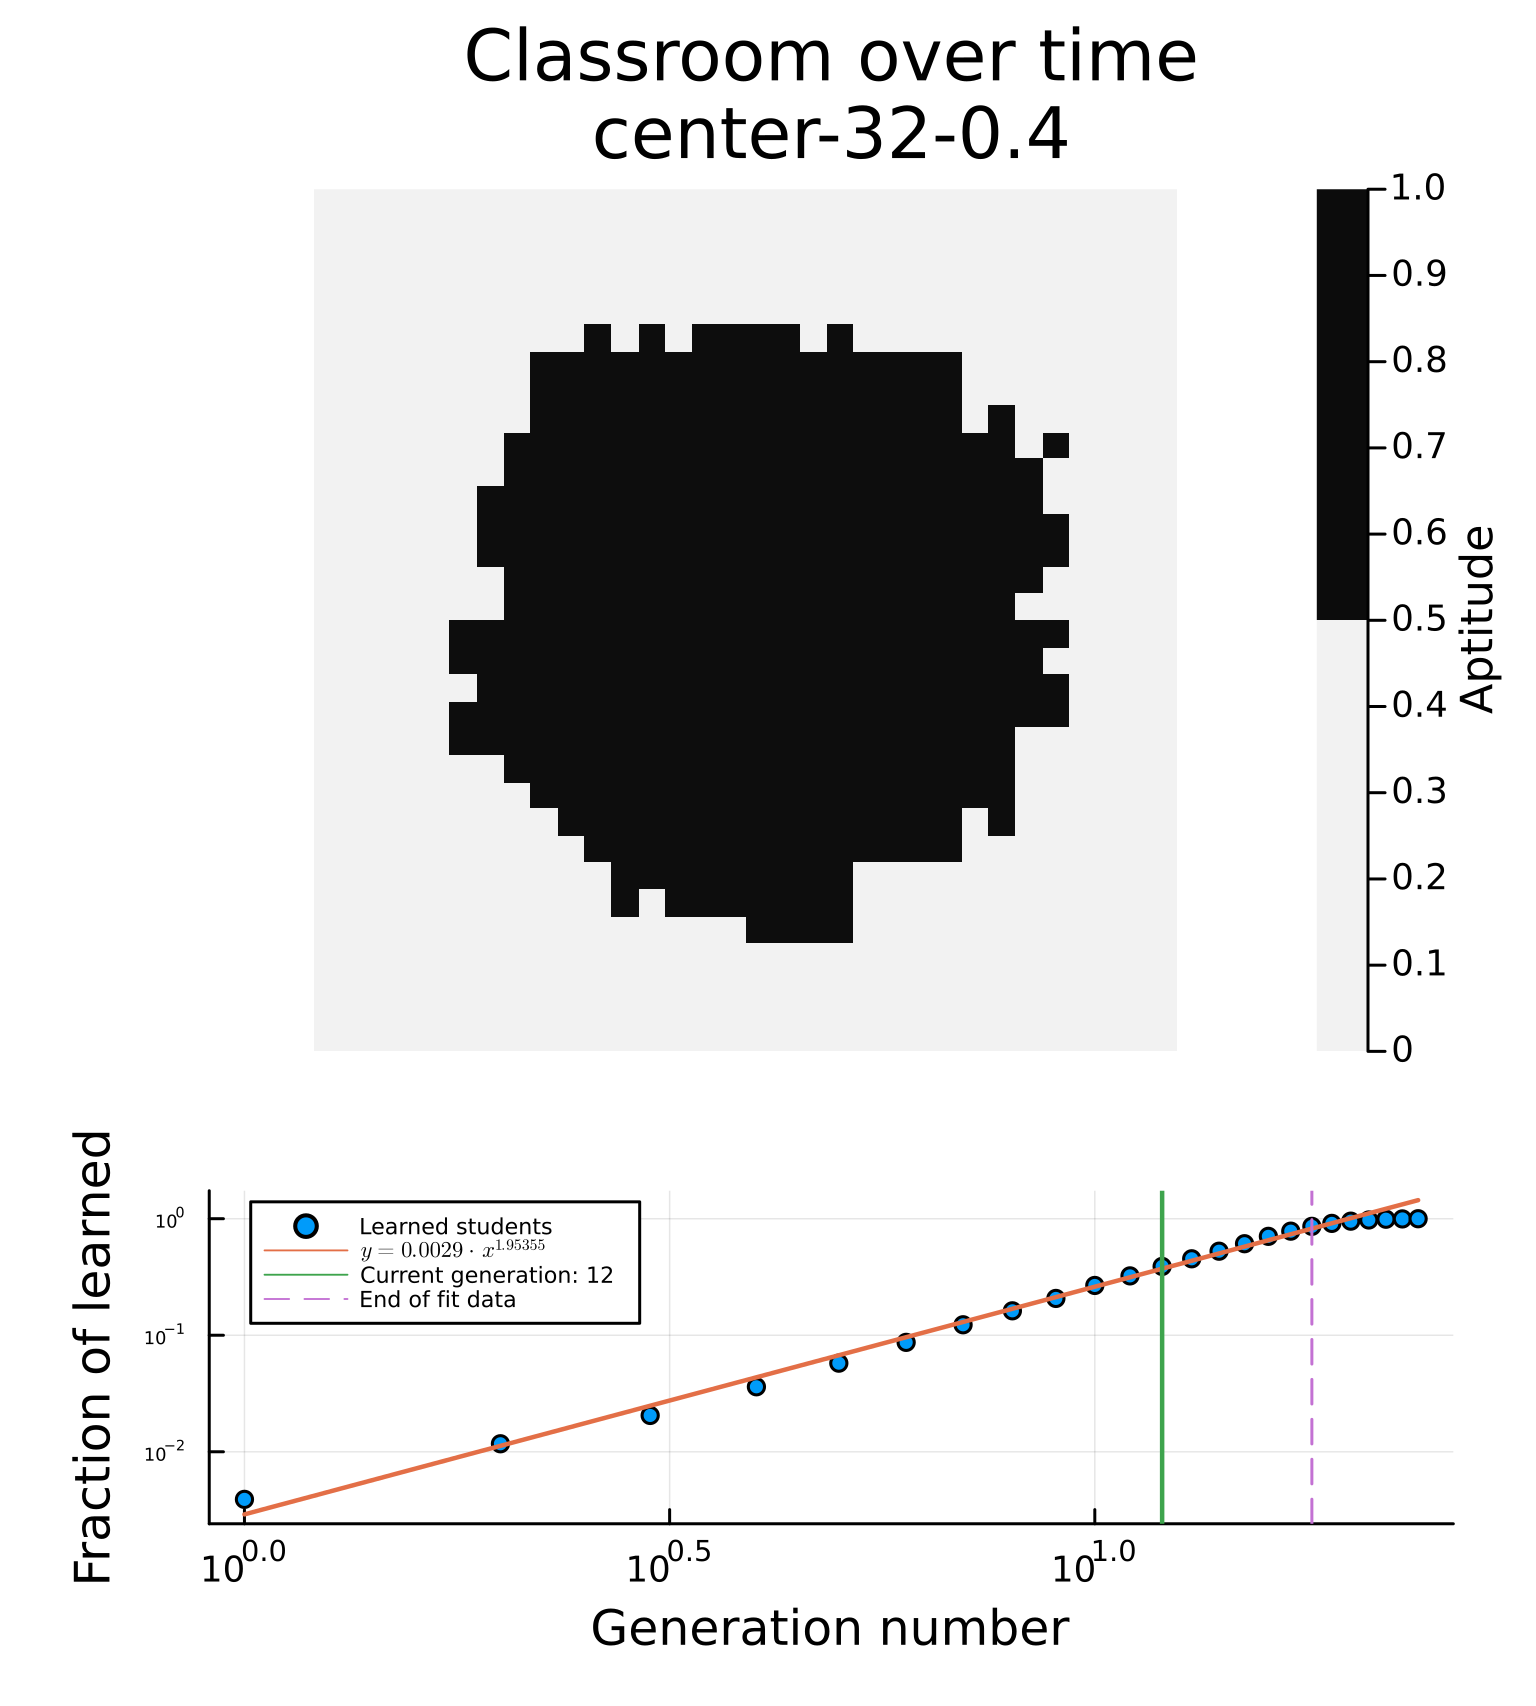 Classroom over time
center-32-0.4
1.0
0.9
0.8
0.7
0.6
0.5
0.4
0.3
0.2
0.1
0
Aptitude
Fraction of learned
10⁰
10⁻¹
10⁻²
Learned students
y = 0.0029 · x^1.95355
Current generation: 12
End of fit data
10^0.0
10^0.5
10^1.0
Generation number